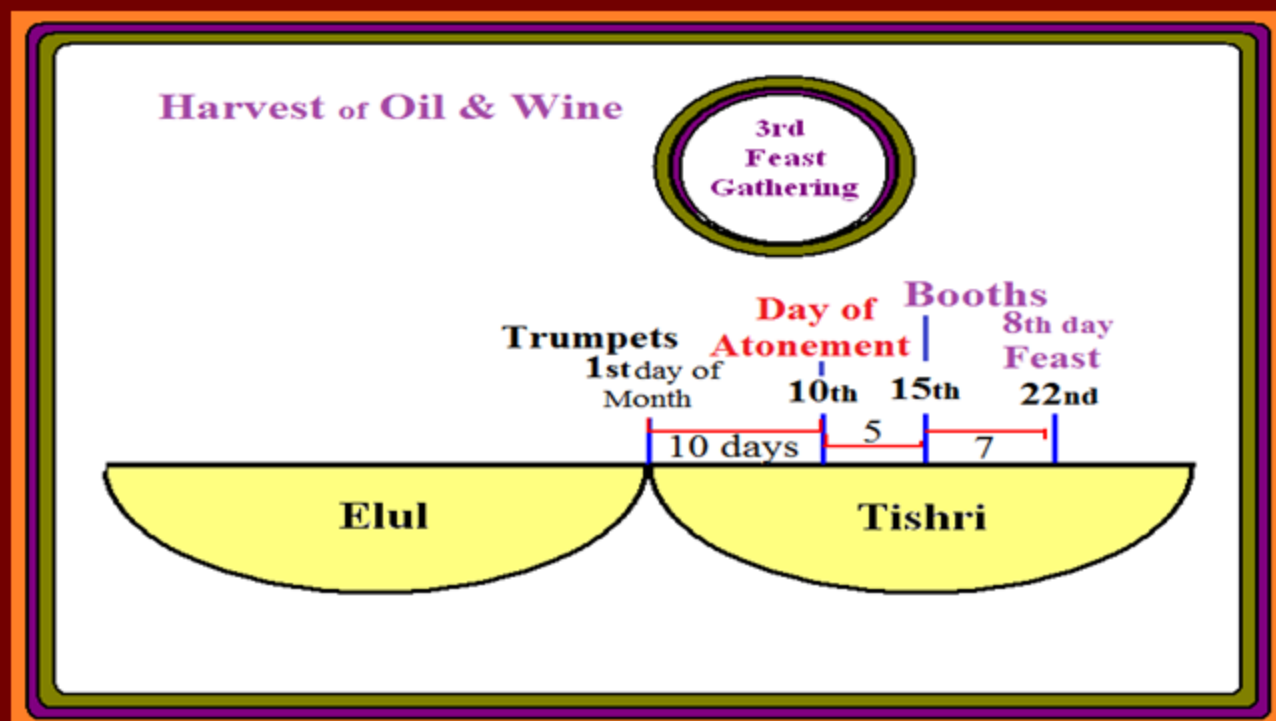 Harvest of Oil & Wine
3rd
Feast
Gathering
Booths
Day of
Atonement
8th day
Feast
Trumpets
1st day of
Month
10th
15th
22nd
10 days
5
7
Elul
Tishri